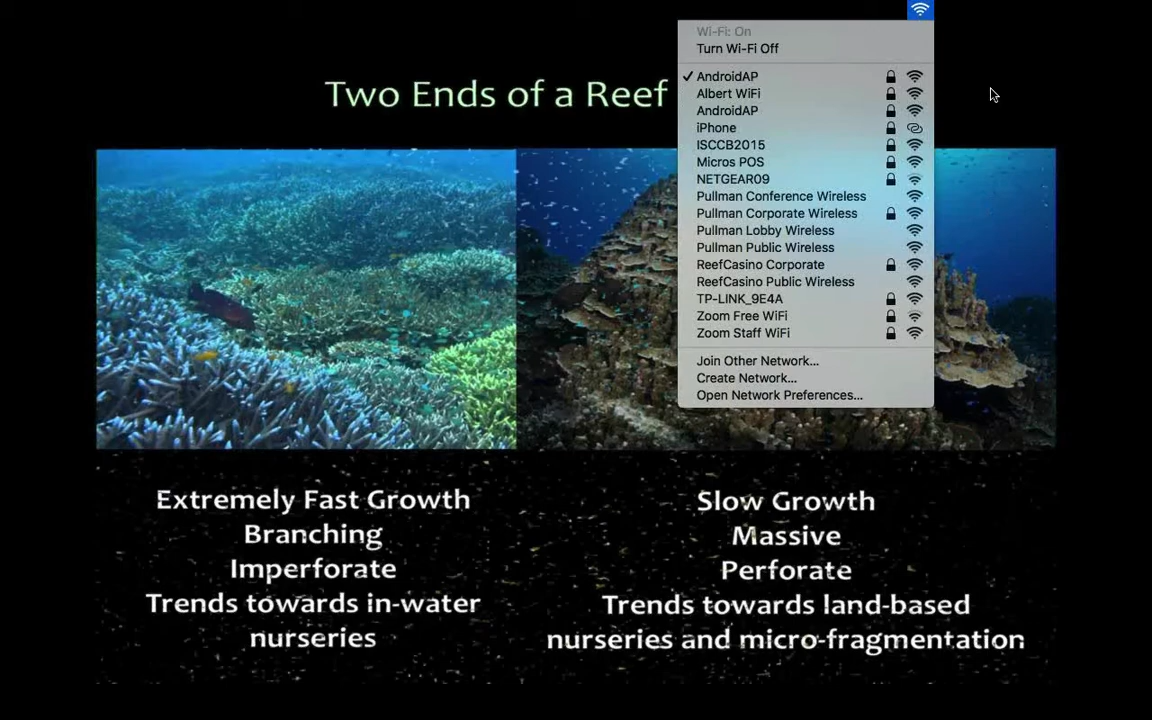 Wi-Fi: On
Turn Wi-Fi Off
Two Ends of a Reef
AndroidAP
Albert WiFi
AndroidAP
iPhone
ISCCB2015
Micros POS
NETGEAR09
Pullman Conference Wireless
Pullman Corporate Wireless
Pullman Lobby Wireless
Pullman Public Wireless
ReefCasino Corporate
ReefCasino Public Wireless
TP-LINK_9E4A
Zoom Free WiFi
Zoom Staff WiFi
Join Other Network...
Create Network...
Open Network Preferences...
Extremely Fast Growth
Branching
Imperforate
Trends towards in-water
nurseries
Slow Growth
Massive
Perforate
Trends towards land-based
nurseries and micro-fragmentation